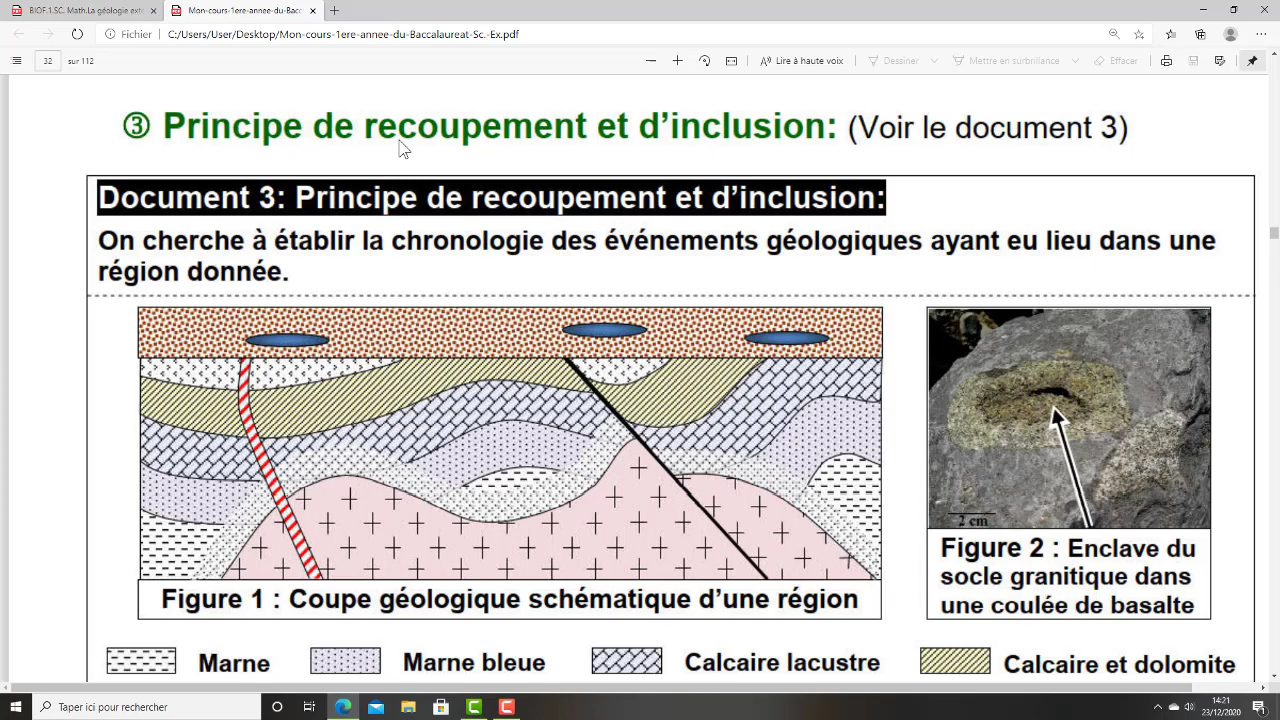 BIOF.1.SC. Math.La géologie exte
Mon-cours-1ere-annee-du-Bacc
Fichier
C:/Users/User/Desktop/Mon-cours-1ere-annee-du-Baccalaureat-Sc.-Ex.pdf
32 sur 112
Lire à haute voix
Dessiner
Mettre en surbrillance
Effacer
③ Principe de recoupement et d’inclusion: (Voir le document 3)
Document 3: Principe de recoupement et d’inclusion:
On cherche à établir la chronologie des événements géologiques ayant eu lieu dans une
région donnée.
2 cm
Figure 1 : Coupe géologique schématique d’une région
Figure 2 : Enclave du
socle granitique dans
une coulée de basalte
Marne
Marne bleue
Calcaire lacustre
Calcaire et dolomite
Taper ici pour rechercher
14:21
23/12/2020